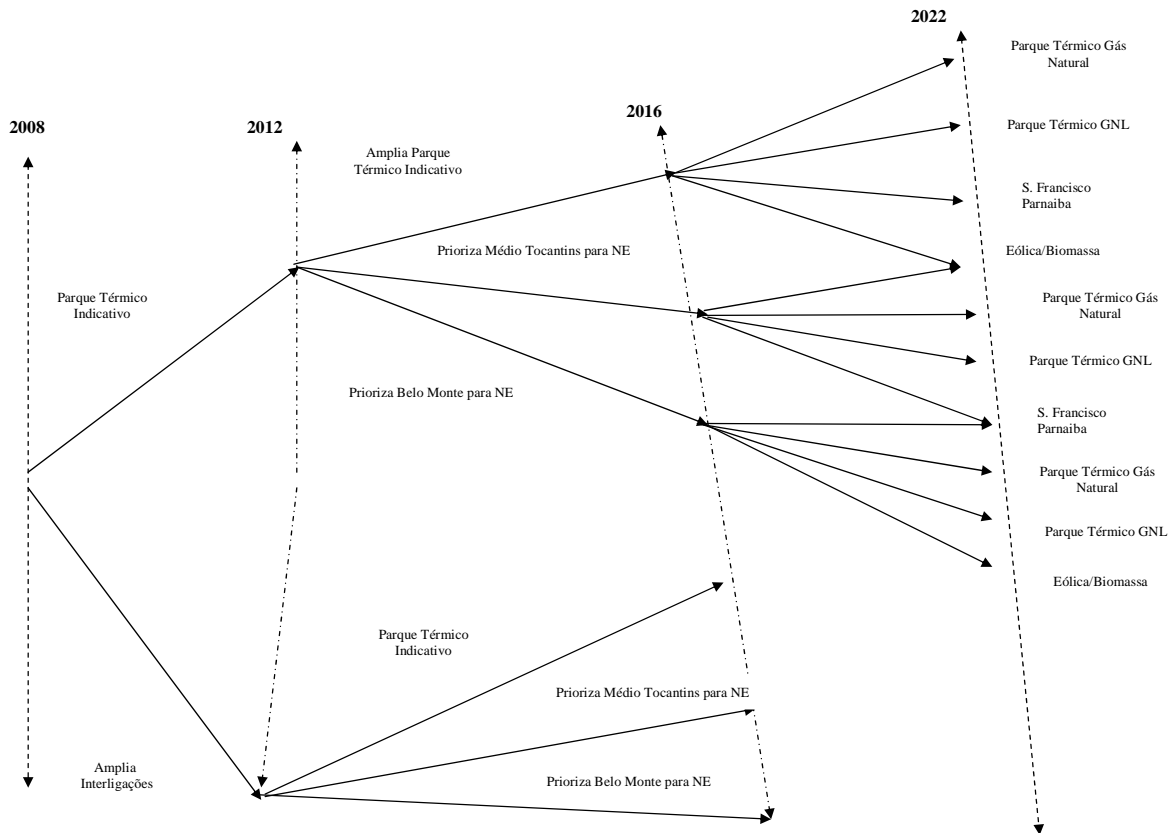 2022
Parque Térmico Gás
Natural
2008
2012
2016
Parque Térmico GNL
Amplia Parque
Térmico Indicativo
S. Francisco
Parnaiba
Prioriza Médio Tocantins para NE
Eólica/Biomassa
Parque Térmico
Indicativo
Parque Térmico Gás
Natural
Parque Térmico GNL
Prioriza Belo Monte para NE
S. Francisco
Parnaiba
Parque Térmico Gás
Natural
Parque Térmico GNL
Eólica/Biomassa
Parque Térmico
Indicativo
Prioriza Médio Tocantins para NE
Amplia
Interligações
Prioriza Belo Monte para NE